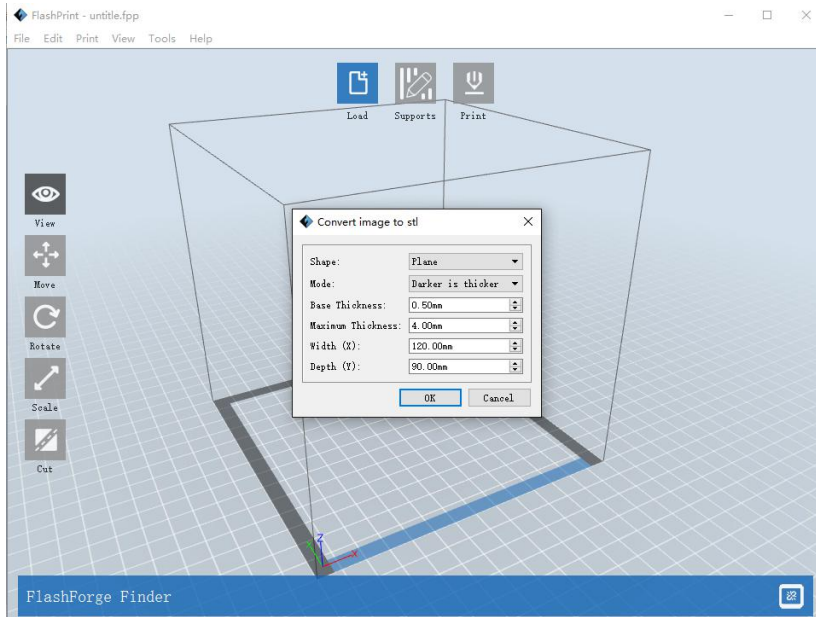 FlashPrint - untitle.fpp
File Edit Print View Tools Help
Load Supports Print
View
Move
Rotate
Scale
Cut
Convert image to stl
Shape: Plane
Mode: Darker is thicker
Base Thickness: 0.50mm
Maximum Thickness: 4.00mm
Width (X): 120.00mm
Depth (Y): 90.00mm
OK Cancel
Z
X
FlashForge Finder